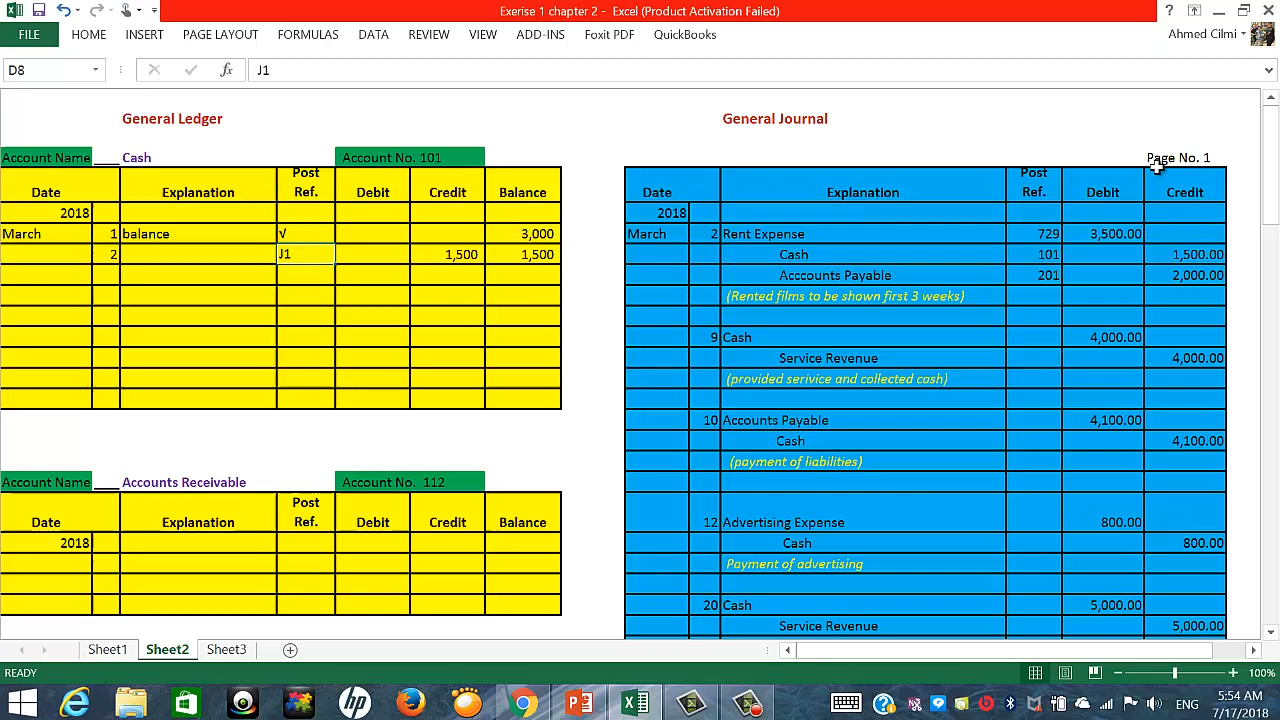 Exerise 1 chapter 2 - Excel (Product Activation Failed)
FILE HOME INSERT PAGE LAYOUT FORMULAS DATA REVIEW VIEW ADD-INS Foxit PDF QuickBooks Ahmed Cilmi
D8 fx J1
General Ledger
Account Name ____ Cash Account No. 101
Date Explanation Post Ref. Debit Credit Balance
2018
March 1 balance √ 3,000
2 J1 1,500 1,500
Account Name ____ Accounts Receivable Account No. 112
Date Explanation Post Ref. Debit Credit Balance
2018
General Journal
Page No. 1
Date Explanation Post Ref. Debit Credit
2018
March 2 Rent Expense 729 3,500.00
Cash 101 1,500.00
Acccounts Payable 201 2,000.00
(Rented films to be shown first 3 weeks)
9 Cash 4,000.00
Service Revenue 4,000.00
(provided serivice and collected cash)
10 Accounts Payable 4,100.00
Cash 4,100.00
(payment of liabilities)
12 Advertising Expense 800.00
Cash 800.00
Payment of advertising
20 Cash 5,000.00
Service Revenue 5,000.00
Sheet1 Sheet2 Sheet3
READY 100%
ENG 5:54 AM
7/17/2018